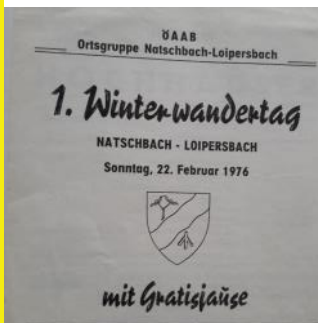 ÖAAB
Ortsgruppe Natschbach-Loipersbach
1. Winterwandertag
NATSCHBACH - LOIPERSBACH
Sonntag, 22. Februar 1976
mit Gratisjause